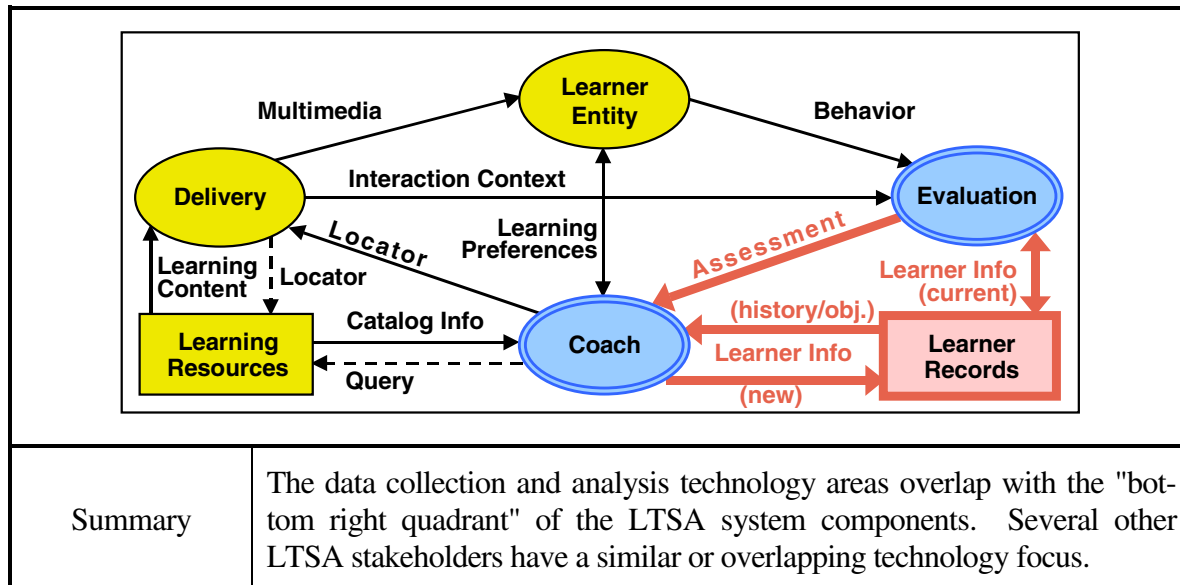 Learner
Entity
Multimedia
Behavior
Delivery
Interaction Context
Evaluation
Locator
Learning
Preferences
Assessment
Learning
Content
Locator
Learner Info
(current)
Catalog Info
(history/obj.)
Learning
Resources
Coach
Learner Info
Learner
Records
Query
(new)
Summary
The data collection and analysis technology areas overlap with the "bot-
tom right quadrant" of the LTSA system components. Several other
LTSA stakeholders have a similar or overlapping technology focus.